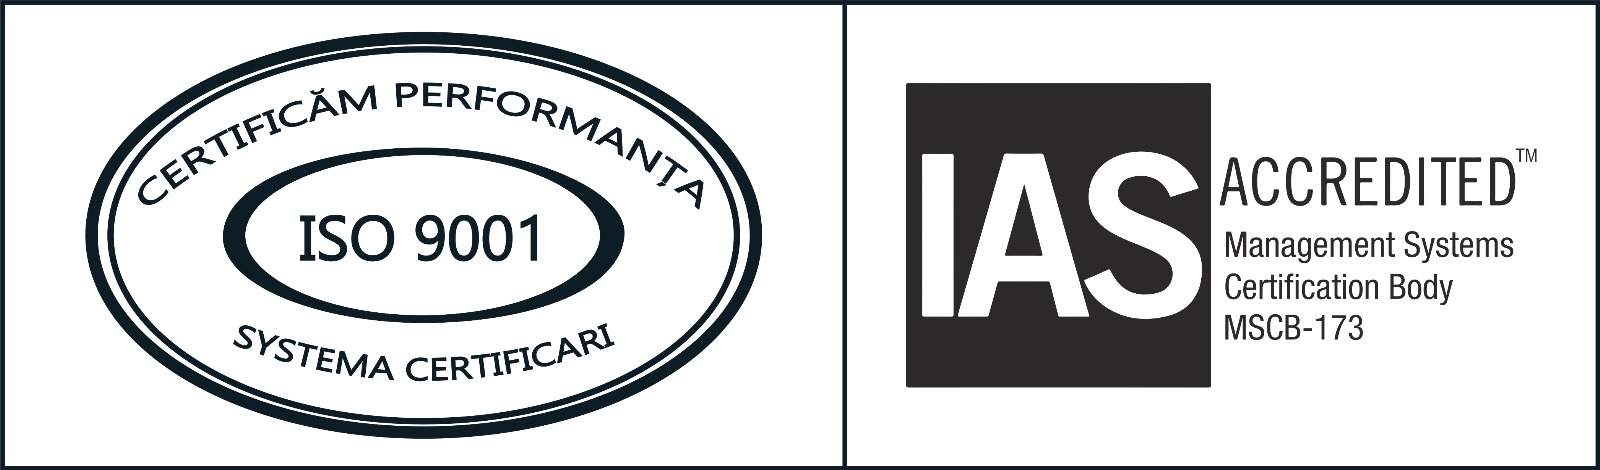 CERTIFICĂM PERFORMANȚA
ISO 9001
SYSTEMA CERTIFICARI
IAS
ACCREDITED™
Management Systems
Certification Body
MSCB-173